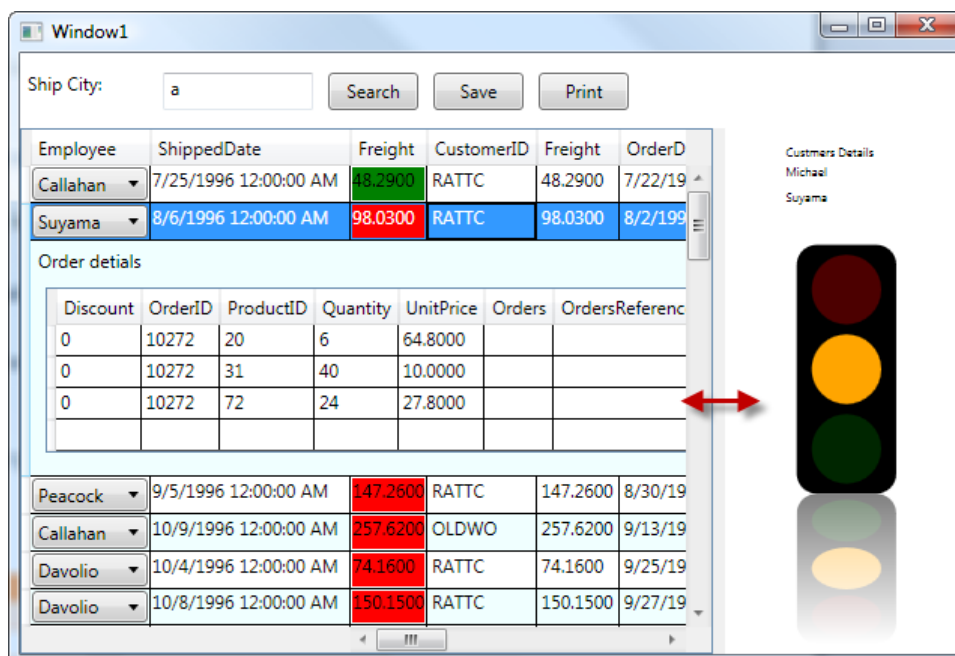 Window1
Ship City: a Search Save Print
Employee ShippedDate Freight CustomerID Freight OrderD
Callahan 7/25/1996 12:00:00 AM 48.2900 RATTC 48.2900 7/22/19
Suyama 8/6/1996 12:00:00 AM 98.0300 RATTC 98.0300 8/2/199
Order detials
Discount OrderID ProductID Quantity UnitPrice Orders OrdersReferenc
0 10272 20 6 64.8000
0 10272 31 40 10.0000
0 10272 72 24 27.8000
Peacock 9/5/1996 12:00:00 AM 147.2600 RATTC 147.2600 8/30/19
Callahan 10/9/1996 12:00:00 AM 257.6200 OLDWO 257.6200 9/13/19
Davolio 10/4/1996 12:00:00 AM 74.1600 RATTC 74.1600 9/25/19
Davolio 10/8/1996 12:00:00 AM 150.1500 RATTC 150.1500 9/27/19
Custmers Details
Michael
Suyama